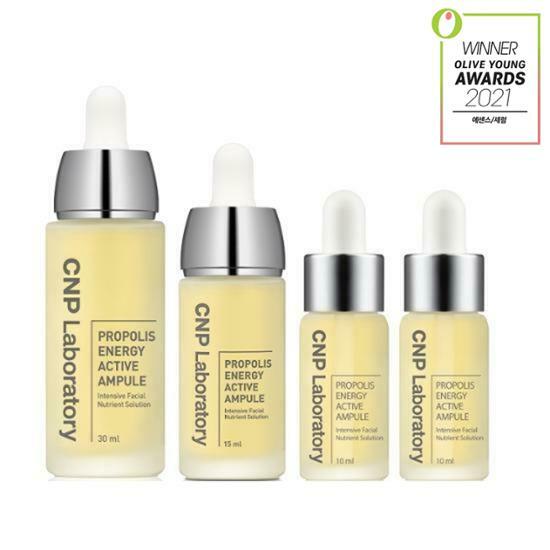 WINNER
OLIVE YOUNG
AWARDS
2021
에센스/세럼
CNP Laboratory
PROPOLIS
ENERGY
ACTIVE
AMPULE
Intensive Facial
Nutrient Solution
30 ml
CNP Laboratory
PROPOLIS
ENERGY
ACTIVE
AMPULE
Intensive Facial
Nutrient Solution
15 ml
CNP Laboratory
PROPOLIS
ENERGY
ACTIVE
AMPULE
Intensive Facial
Nutrient Solution
10 ml
CNP Laboratory
PROPOLIS
ENERGY
ACTIVE
AMPULE
Intensive Facial
Nutrient Solution
10 ml